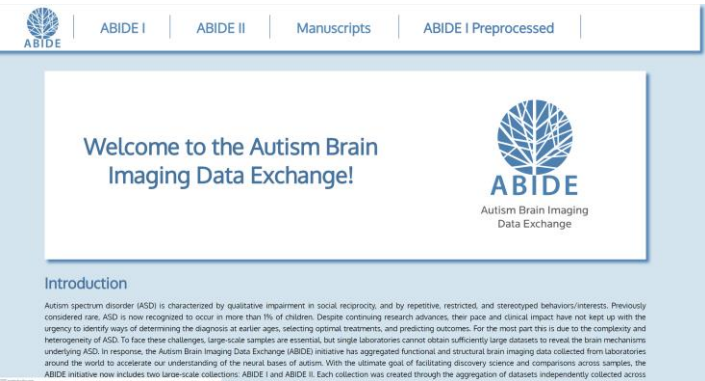 ABIDE
ABIDE I
ABIDE II
Manuscripts
ABIDE I Preprocessed
Welcome to the Autism Brain
Imaging Data Exchange!
ABIDE
Autism Brain Imaging
Data Exchange
Introduction
Autism spectrum disorder (ASD) is characterized by qualitative impairment in social reciprocity, and by repetitive, restricted, and stereotyped behaviors/interests. Previously
considered rare, ASD is now recognized to occur in more than 1% of children. Despite continuing research advances, their pace and clinical impact have not kept up with the
urgency to identify ways of determining the diagnosis at earlier ages, selecting optimal treatments, and predicting outcomes. For the most part this is due to the complexity and
heterogeneity of ASD. To face these challenges, large-scale samples are essential, but single laboratories cannot obtain sufficiently large datasets to reveal the brain mechanisms
underlying ASD. In response, the Autism Brain Imaging Data Exchange (ABIDE) initiative has aggregated functional and structural brain imaging data collected from laboratories
around the world to accelerate our understanding of the neural bases of autism. With the ultimate goal of facilitating discovery science and comparisons across samples, the
ABIDE initiative now includes two large-scale collections: ABIDE I and ABIDE II. Each collection was created through the aggregation of datasets independently collected across